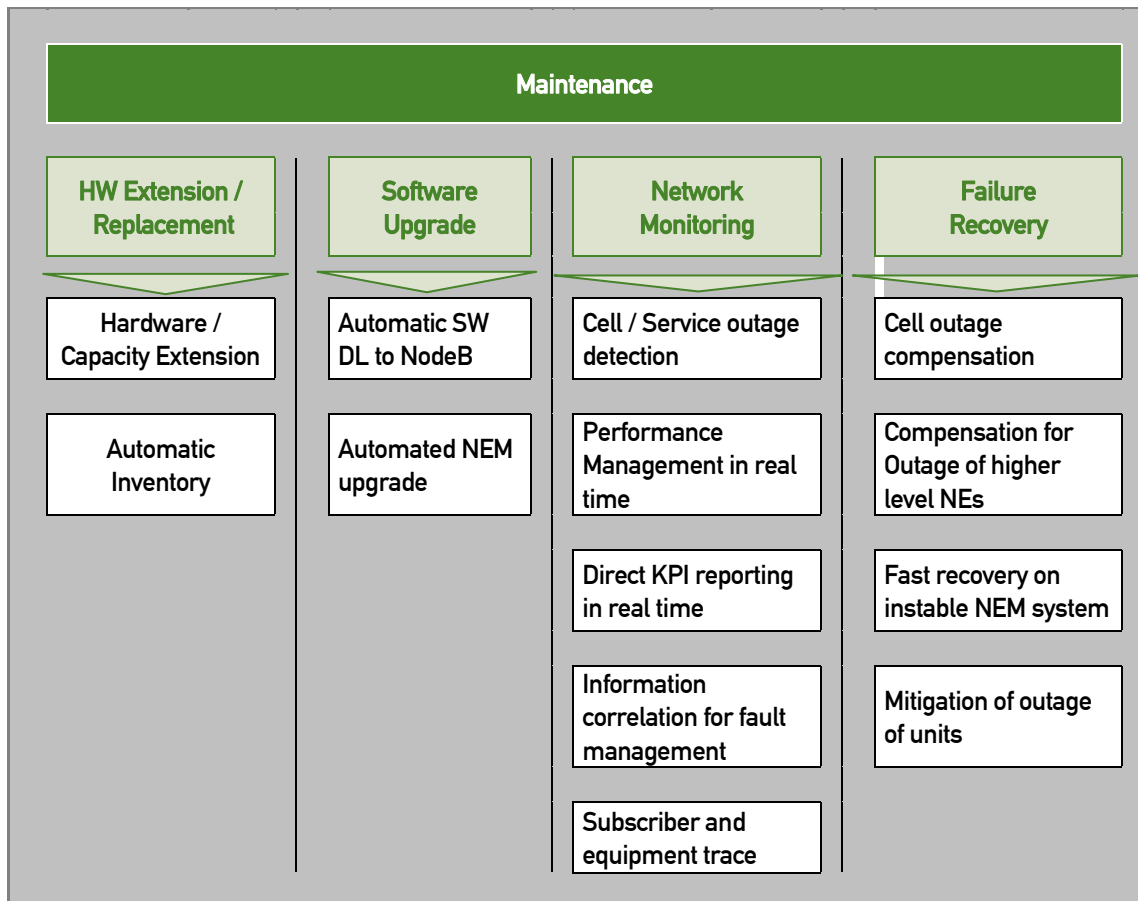 Maintenance
HW Extension /
Replacement
Hardware /
Capacity Extension
Automatic
Inventory
Software
Upgrade
Automatic SW
DL to NodeB
Automated NEM
upgrade
Network
Monitoring
Cell / Service outage
detection
Performance
Management in real
time
Direct KPI reporting
in real time
Information
correlation for fault
management
Subscriber and
equipment trace
Failure
Recovery
Cell outage
compensation
Compensation for
Outage of higher
level NEs
Fast recovery on
instable NEM system
Mitigation of outage
of units